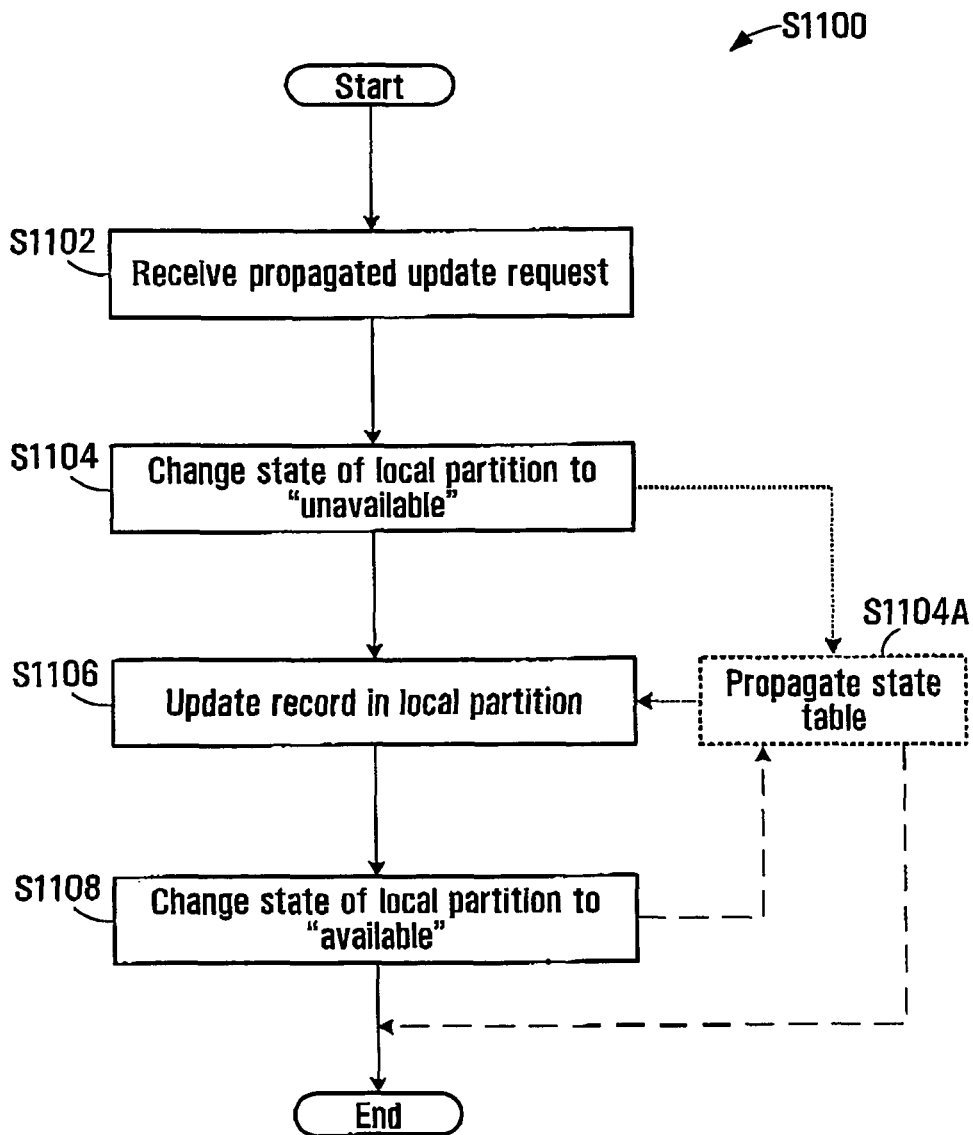 S1100
Start
S1102
Receive propagated update request
S1104
Change state of local partition to
“unavailable”
S1104A
Propagate state
table
S1106
Update record in local partition
S1108
Change state of local partition to
“available”
End